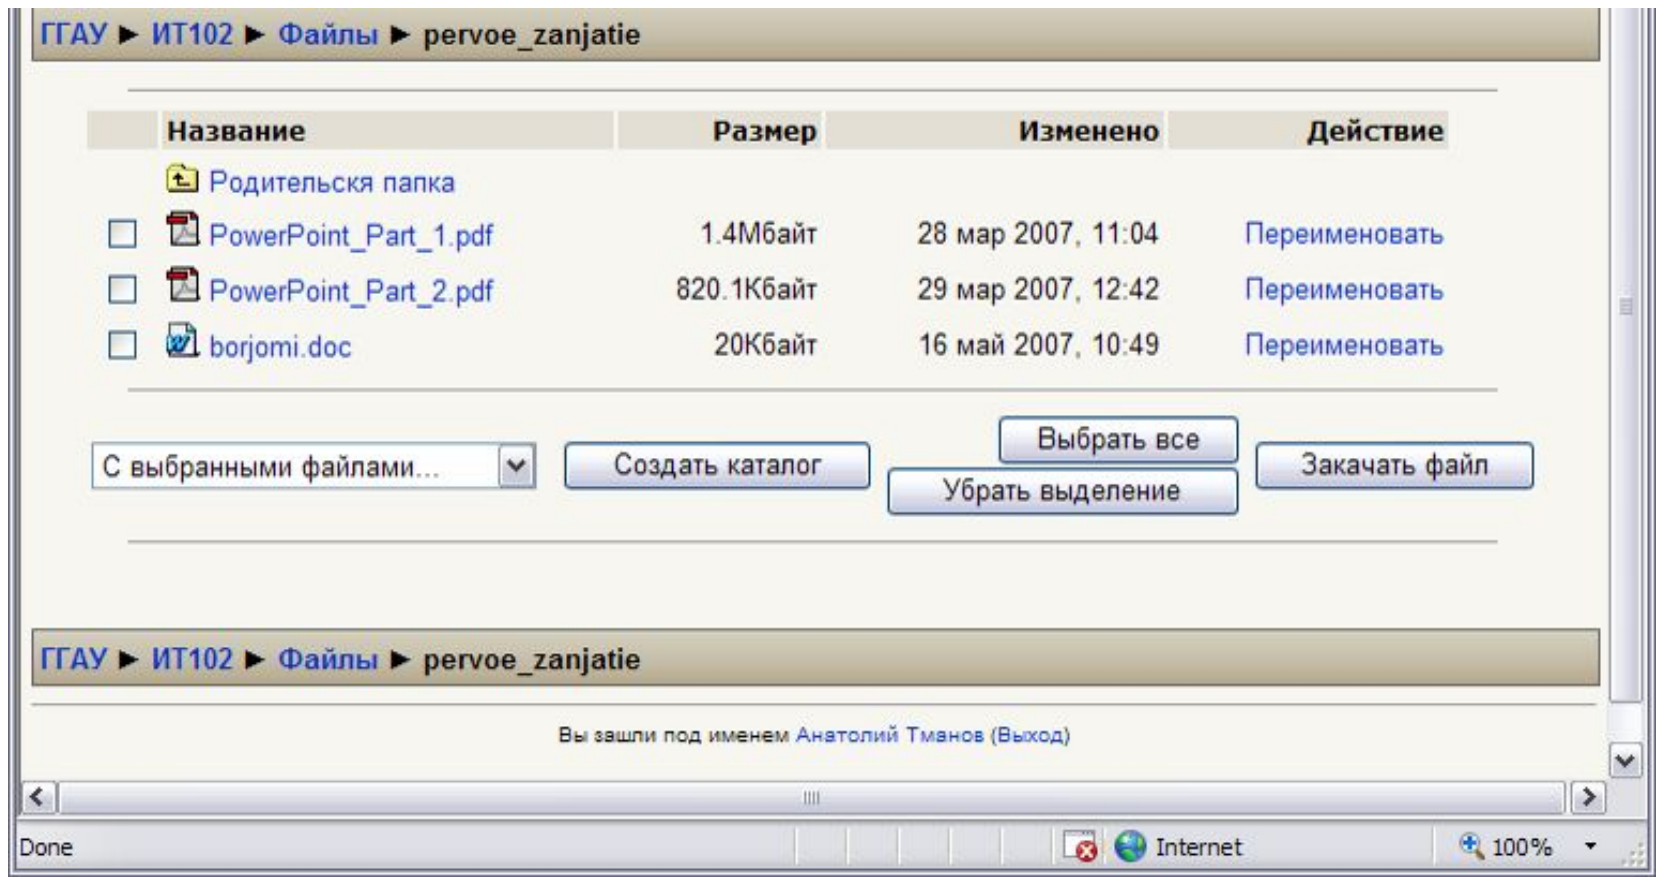 ГГАУ ► ИТ102 ► Файлы ► pervoe_zanjatie
Название Размер Изменено Действие
Родительскя папка
PowerPoint_Part_1.pdf 1.4Мбайт 28 мар 2007, 11:04 Переименовать
PowerPoint_Part_2.pdf 820.1Кбайт 29 мар 2007, 12:42 Переименовать
borjomi.doc 20Кбайт 16 май 2007, 10:49 Переименовать
С выбранными файлами... Создать каталог Выбрать все Закачать файл
Убрать выделение
ГГАУ ► ИТ102 ► Файлы ► pervoe_zanjatie
Вы зашли под именем Анатолий Тманов (Выход)
Done Internet 100%